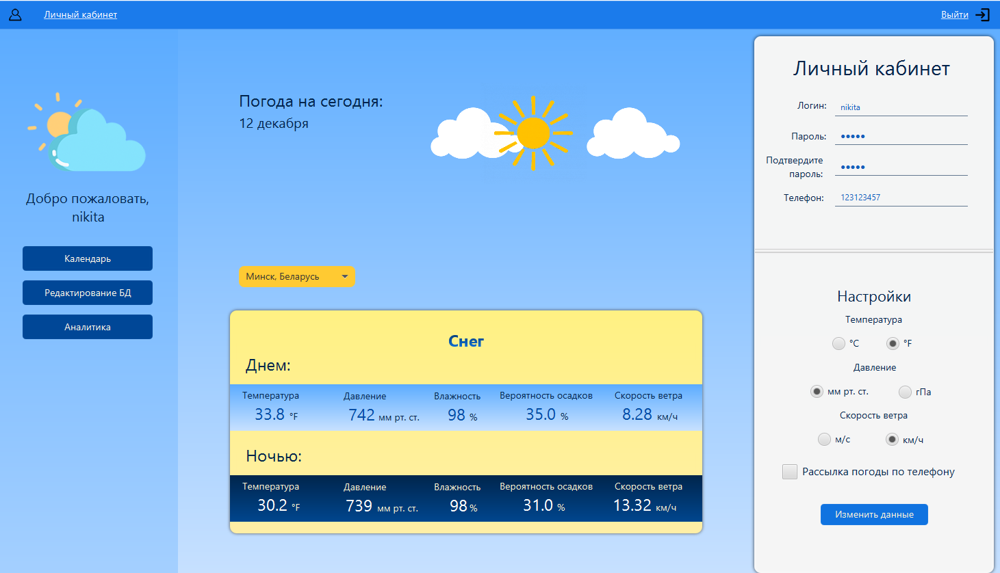 Личный кабинет
Выйти
Добро пожаловать,
nikita
Календарь
Редактирование БД
Аналитика
Погода на сегодня:
12 декабря
Минск, Беларусь
Снег
Днем:
Температура Давление Влажность Вероятность осадков Скорость ветра
33.8 °F 742 мм рт. ст. 98 % 35.0 % 8.28 км/ч
Ночью:
Температура Давление Влажность Вероятность осадков Скорость ветра
30.2 °F 739 мм рт. ст. 98 % 31.0 % 13.32 км/ч
Личный кабинет
Логин: nikita
Пароль: •••••
Подтвердите
пароль: •••••
Телефон: 123123457
Настройки
Температура
°C °F
Давление
мм рт. ст. гПа
Скорость ветра
м/с км/ч
Рассылка погоды по телефону
Изменить данные